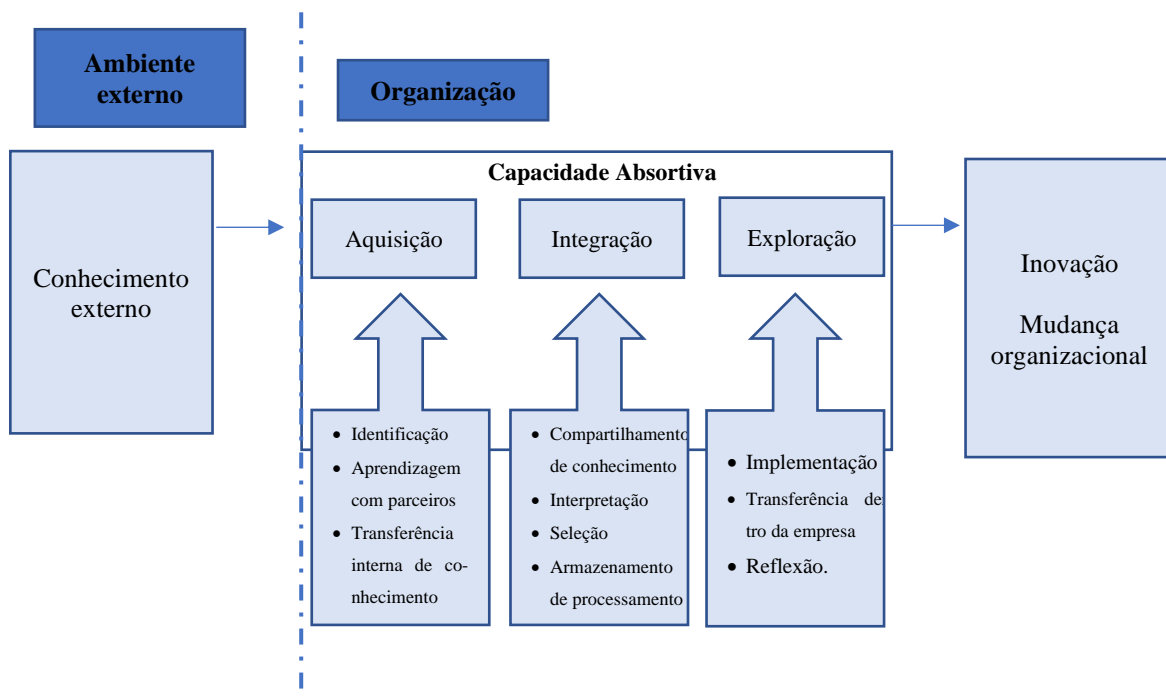 Ambiente
externo
Organização
Conhecimento
externo
Capacidade Absortiva
Aquisição
Integração
Exploração
• Identificação
• Aprendizagem
com parceiros
• Transferência
interna de co-
nhecimento
• Compartilhamento
de conhecimento
• Interpretação
• Seleção
• Armazenamento
de processamento
• Implementação
• Transferência de
tro da empresa
• Reflexão.
Inovação
Mudança
organizacional